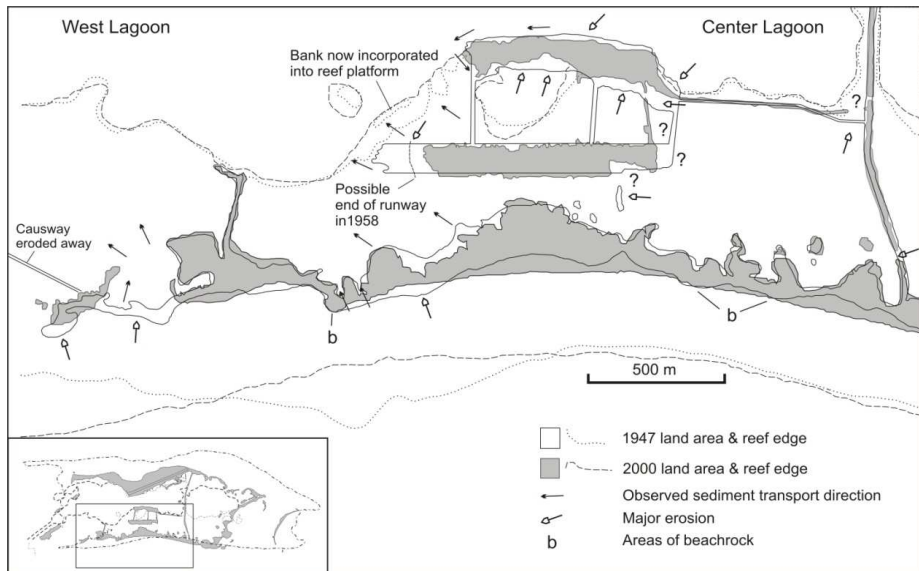 West Lagoon
Center Lagoon
Bank now incorporated
into reef platform
?
?
?
?
Possible
end of runway
in1958
Causway
eroded away
b
b
500 m
1947 land area & reef edge
2000 land area & reef edge
Observed sediment transport direction
Major erosion
b
Areas of beachrock